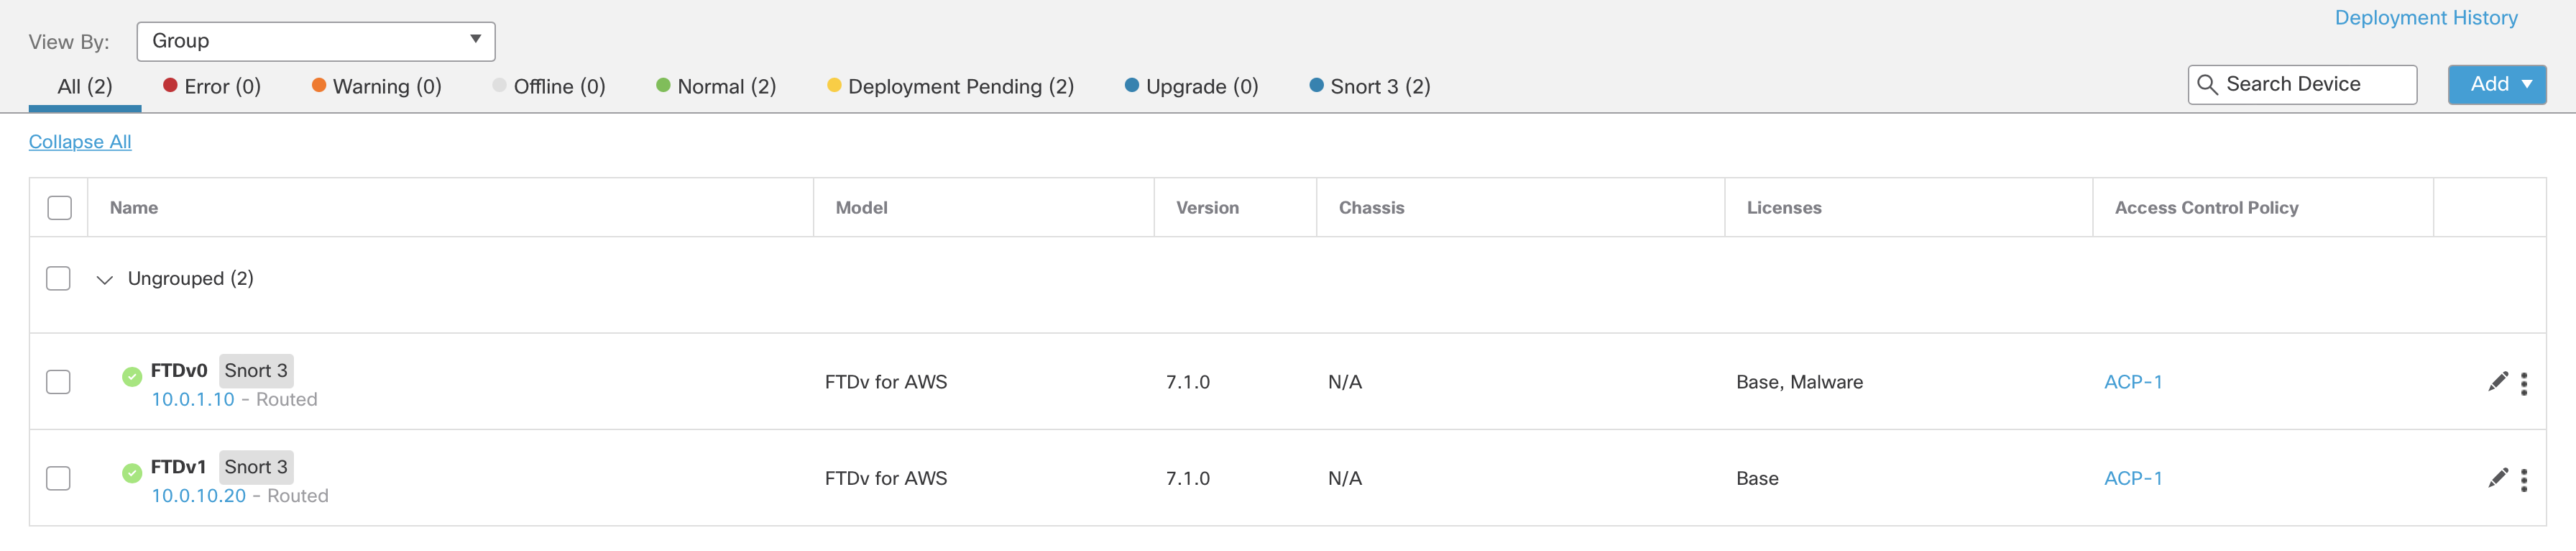 Deployment History
View By: Group
All (2) Error (0) Warning (0) Offline (0) Normal (2) Deployment Pending (2) Upgrade (0) Snort 3 (2) Search Device Add
Collapse All
Name Model Version Chassis Licenses Access Control Policy
Ungrouped (2)
FTDv0 Snort 3
10.0.1.10 - Routed
FTDv for AWS 7.1.0 N/A Base, Malware ACP-1
FTDv1 Snort 3
10.0.10.20 - Routed
FTDv for AWS 7.1.0 N/A Base ACP-1